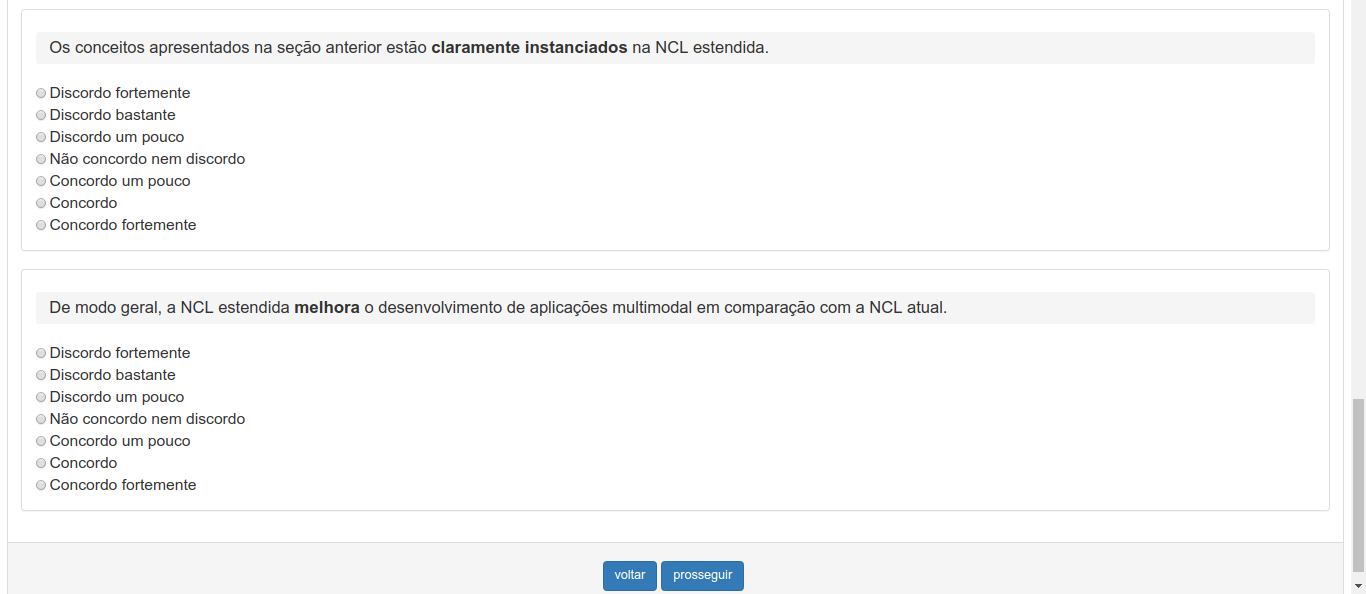 Os conceitos apresentados na seção anterior estão claramente instanciados na NCL estendida.
Discordo fortemente
Discordo bastante
Discordo um pouco
Não concordo nem discordo
Concordo um pouco
Concordo
Concordo fortemente
De modo geral, a NCL estendida melhora o desenvolvimento de aplicações multimodal em comparação com a NCL atual.
Discordo fortemente
Discordo bastante
Discordo um pouco
Não concordo nem discordo
Concordo um pouco
Concordo
Concordo fortemente
voltar prosseguir